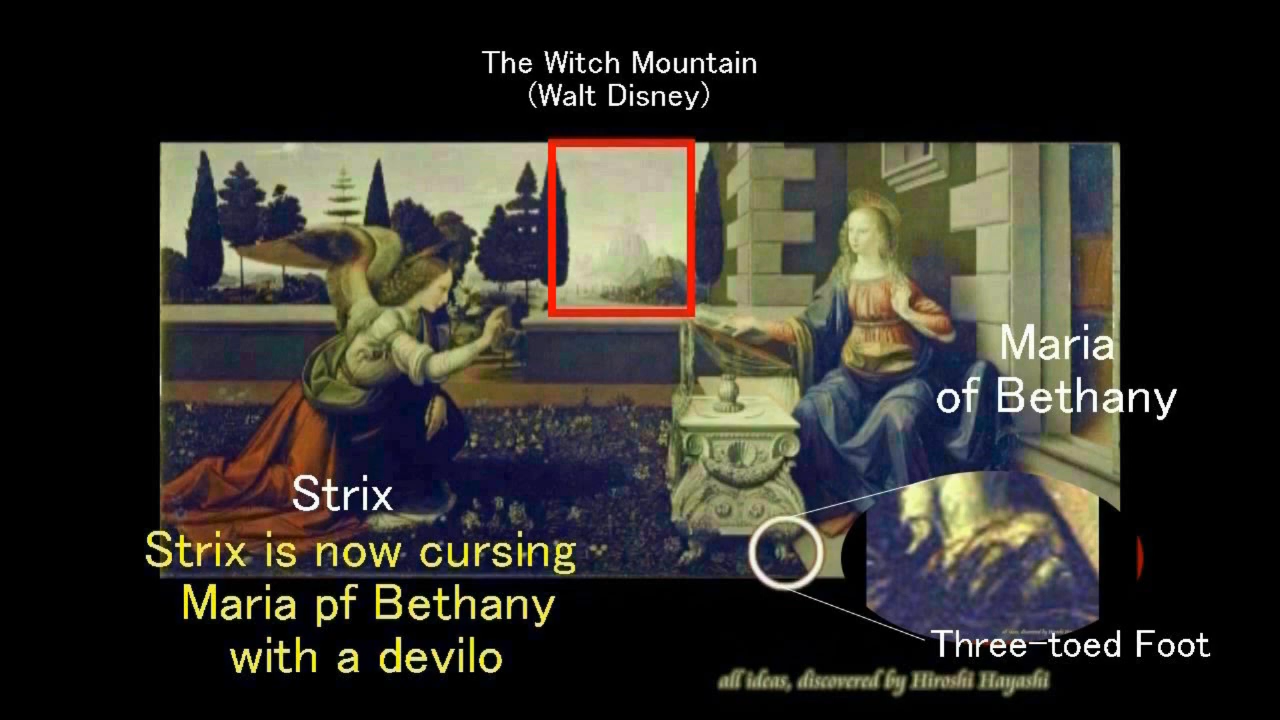 The Witch Mountain
(Walt Disney)
Maria
of Bethany
Strix
Strix is now cursing
Maria pf Bethany
with a devilo
Three-toed Foot
all ideas, discovered by Hiroshi Hayashi